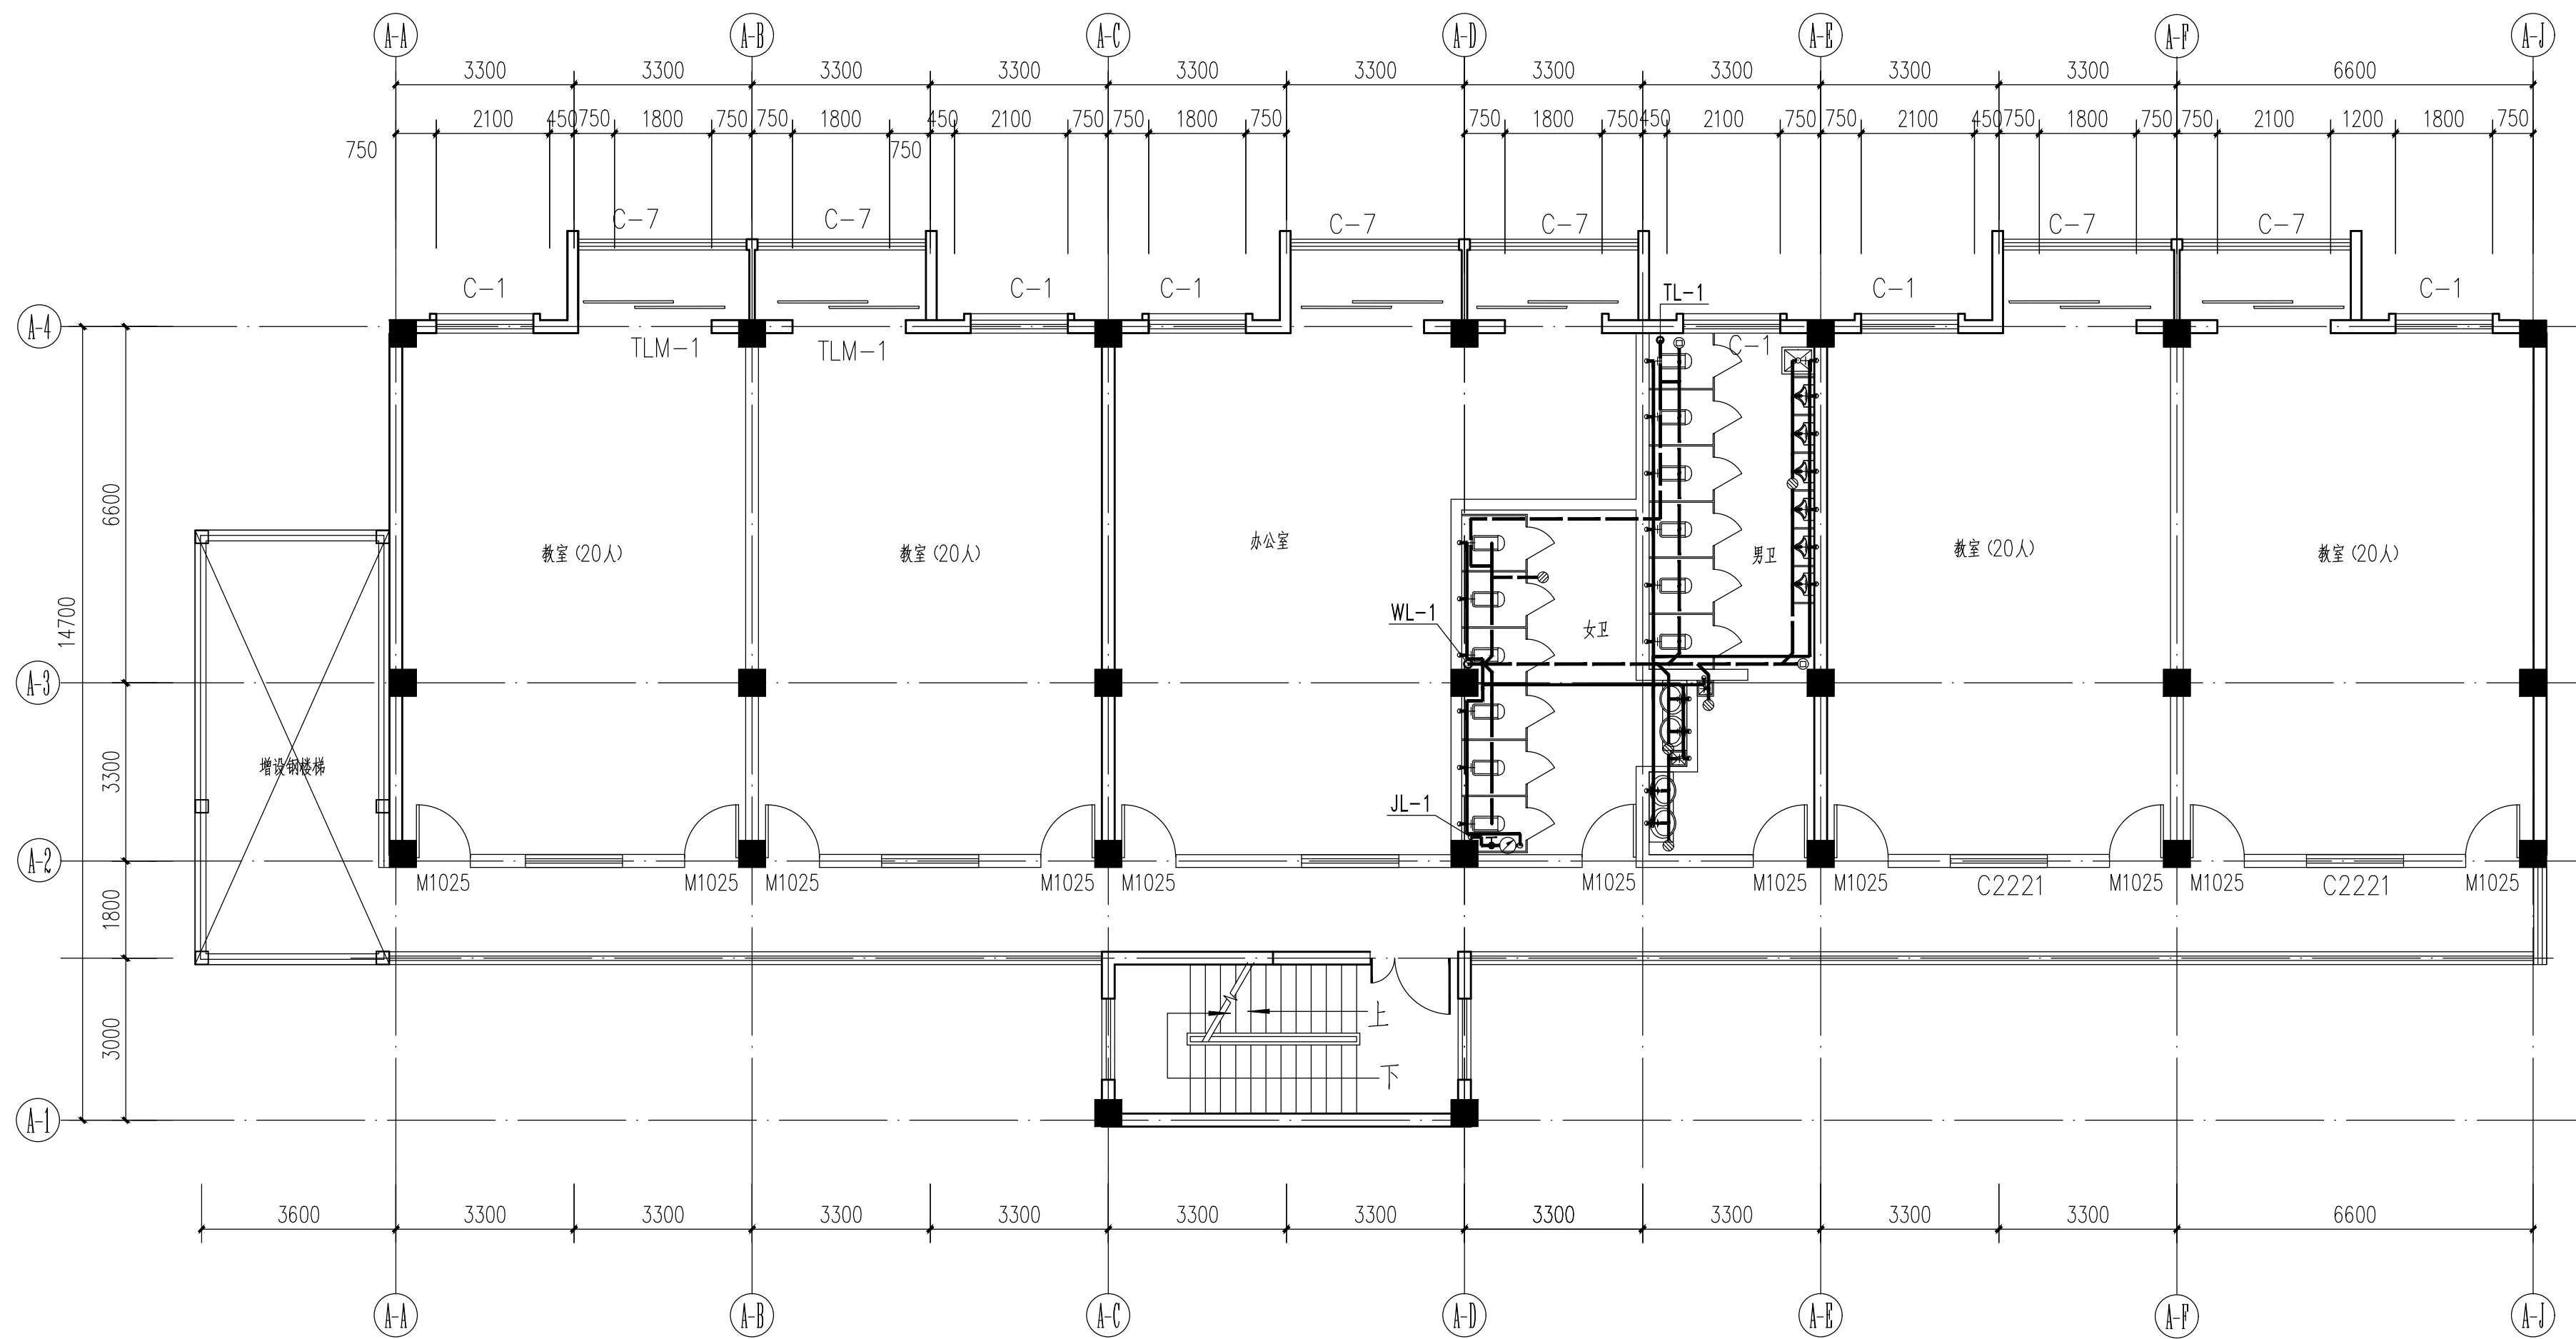 A-A A-B A-C A-D A-E A-F A-J
3300 3300 3300 3300 3300 3300 3300 3300 3300 3300 6600
2100 450 750 1800 750 750 1800 450 2100 750 750 1800 750 750 1800 750 450 2100 750 750 2100 450 750 1800 750 750 2100 1200 1800 750
750 750
C-7 C-7 C-7 C-7 C-7 C-7
C-1 C-1 C-1 TL-1 C-1 C-1
A-4
TLM-1 TLM-1 C-1
6600
教室(20人) 教室(20人) 办公室 男卫 教室(20人) 教室(20人)
14700
WL-1 女卫
A-3
3300
增设钢楼梯
JL-1
A-2
M1025 M1025 M1025 M1025 M1025 M1025 M1025 M1025 C2221 M1025 M1025 C2221 M1025
1800
上
3000
下
A-1
3600 3300 3300 3300 3300 3300 3300 3300 3300 3300 3300 6600
A-A A-B A-C A-D A-E A-F A-J